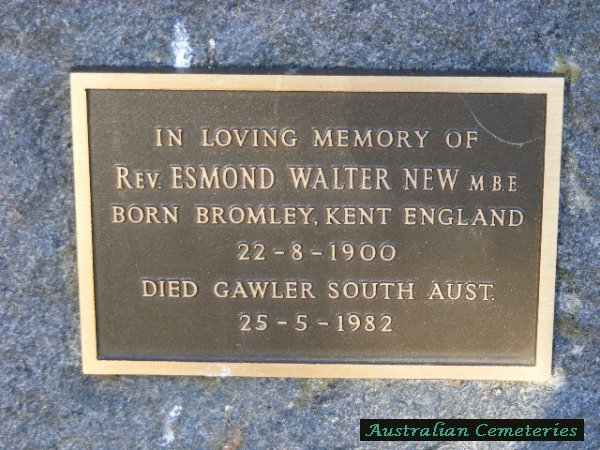 IN LOVING MEMORY OF
REV. ESMOND WALTER NEW M B E
BORN BROMLEY, KENT ENGLAND
22-8-1900
DIED GAWLER SOUTH AUST.
25-5-1982
Australian Cemeteries